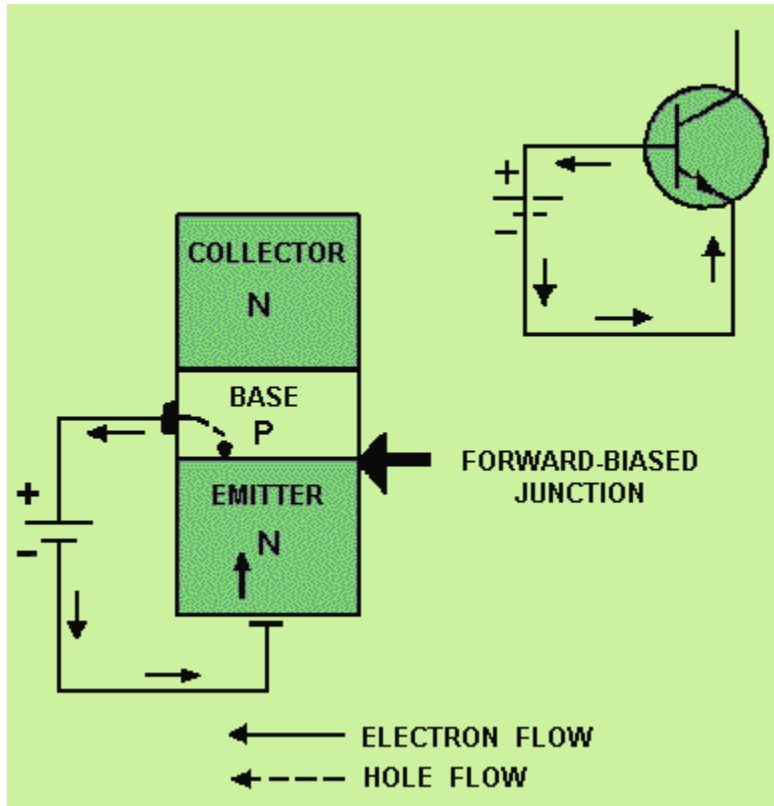 +
−
COLLECTOR
N
BASE
P
FORWARD-BIASED
JUNCTION
+
−
EMITTER
N
ELECTRON FLOW
HOLE FLOW